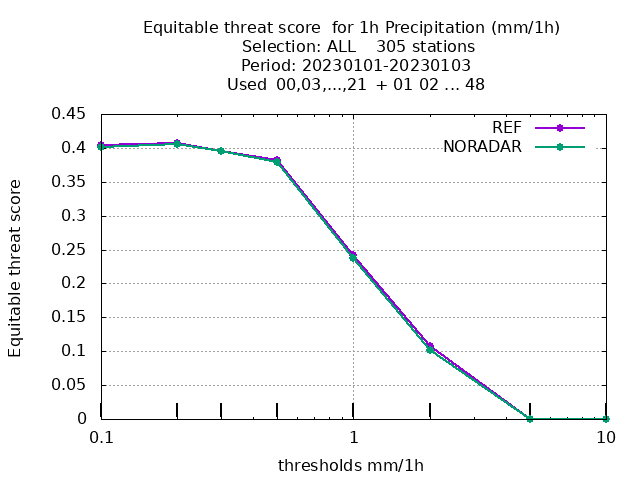 Equitable threat score  for 1h Precipitation (mm/1h)
Selection: ALL    305 stations
Period: 20230101-20230103
Used  00,03,...,21  + 01 02 ... 48
REF
NORADAR
0.45
0.4
0.35
0.3
0.25
0.2
0.15
0.1
0.05
0
Equitable threat score
0.1 1 10
thresholds mm/1h